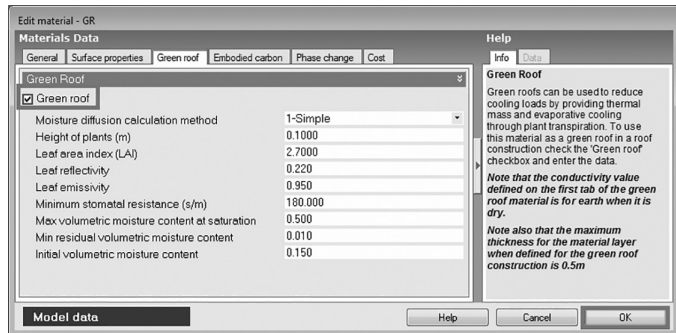 Edit material - GR
Materials Data
General Surface properties Green roof Embodied carbon Phase change Cost
Green Roof
Green roof
Moisture diffusion calculation method 1-Simple
Height of plants (m) 0.1000
Leaf area index (LAI) 2.7000
Leaf reflectivity 0.220
Leaf emissivity 0.950
Minimum stomatal resistance (s/m) 180.000
Max volumetric moisture content at saturation 0.500
Min residual volumetric moisture content 0.010
Initial volumetric moisture content 0.150
Help
Info Data
Green Roof
Green roofs can be used to reduce
cooling loads by providing thermal
mass and evaporative cooling
through plant transpiration. To use
this material as a green roof in a roof
construction check the 'Green roof'
checkbox and enter the data.
Note that the conductivity value
defined on the first tab of the green
roof material is for earth when it is
dry.
Note also that the maximum
thickness for the material layer
when defined for the green roof
construction is 0.5m
Model data Help Cancel OK